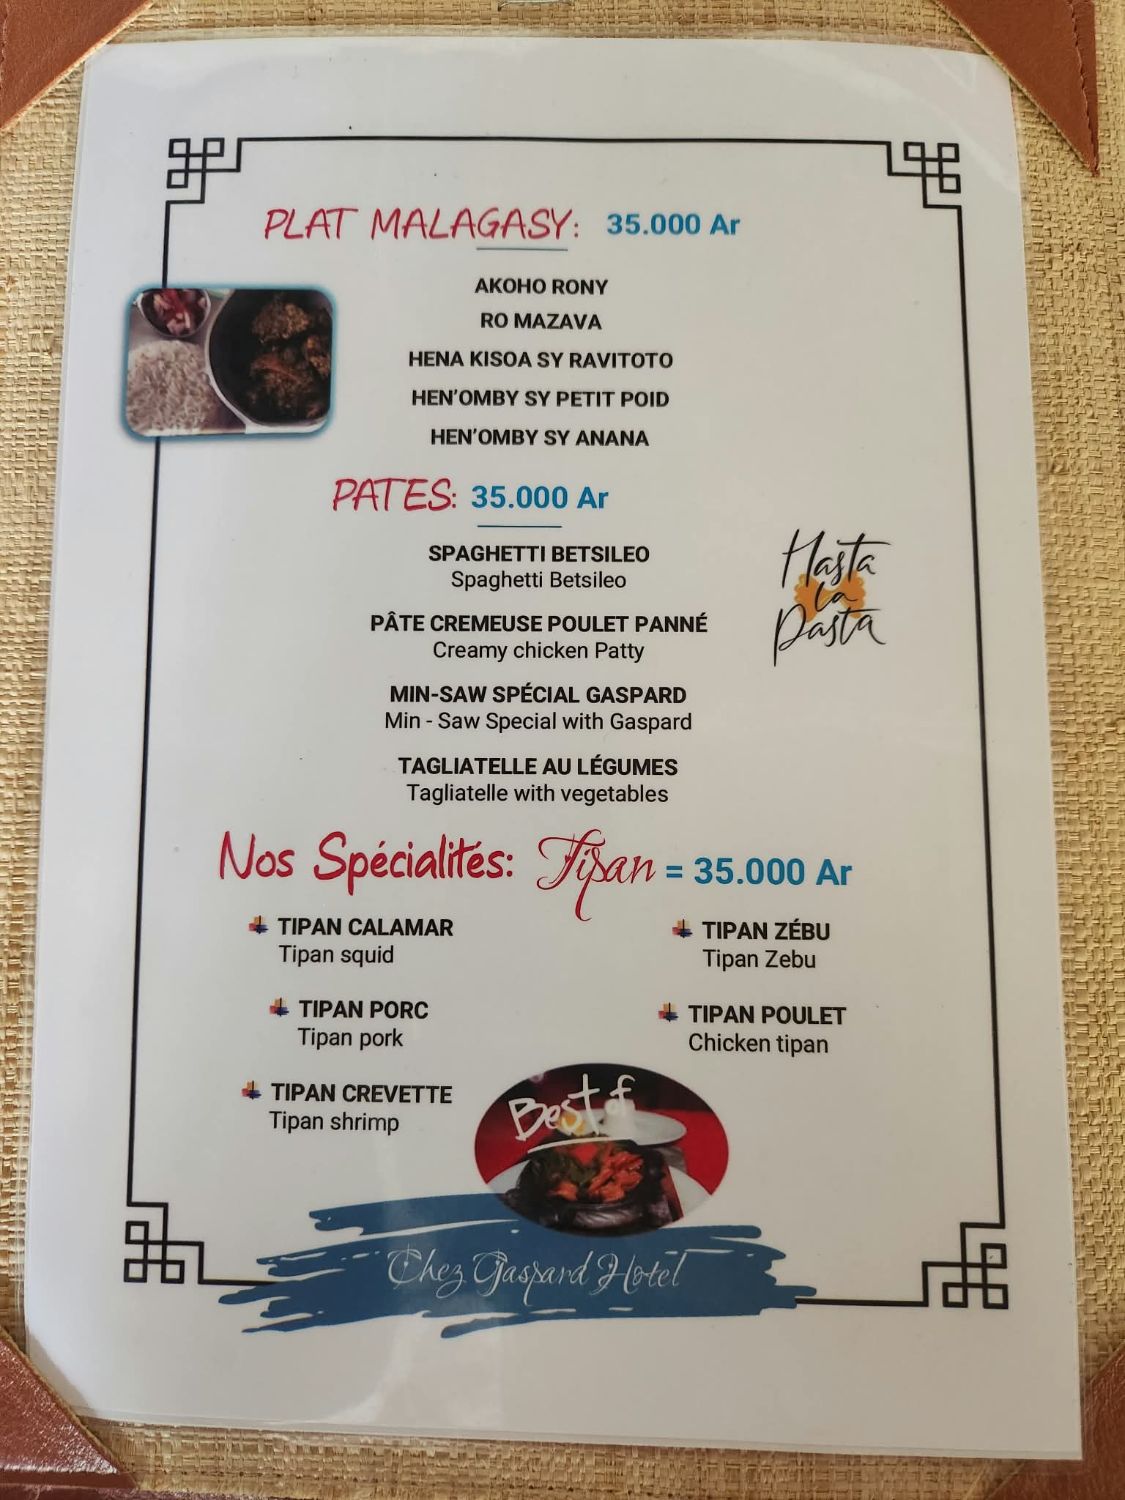 PLAT MALAGASY: 35.000 Ar
AKOHO RONY
RO MAZAVA
HENA KISOA SY RAVITOTO
HEN'OMBY SY PETIT POID
HEN'OMBY SY ANANA
PATES: 35.000 Ar
SPAGHETTI BETSILEO
Spaghetti Betsileo
PÂTE CREMEUSE POULET PANNÉ
Creamy chicken Patty
MIN-SAW SPÉCIAL GASPARD
Min - Saw Special with Gaspard
TAGLIATELLE AU LÉGUMES
Tagliatelle with vegetables
Hasta
la
Pasta
Nos Spécialités: Tipan = 35.000 Ar
TIPAN CALAMAR
Tipan squid
TIPAN PORC
Tipan pork
TIPAN CREVETTE
Tipan shrimp
TIPAN ZÉBU
Tipan Zebu
TIPAN POULET
Chicken tipan
Best of
Chez Gaspard Hotel